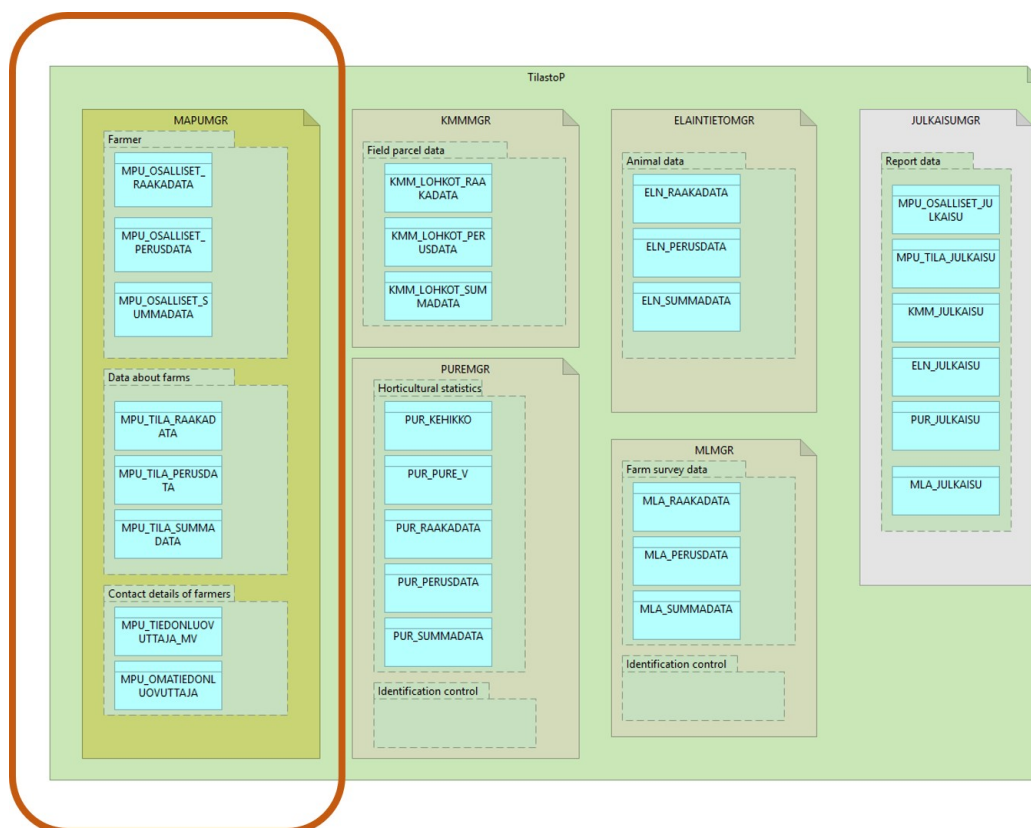 TilastoP
MAPUMGR
Farmer
MPU_OSALLISET_
RAAKADATA
MPU_OSALLISET_
PERUSDATA
MPU_OSALLISET_S
UMMADATA
Data about farms
MPU_TILA_RAAKAD
ATA
MPU_TILA_PERUSDA
TA
MPU_TILA_SUMMA
DATA
Contact details of farmers
MPU_TIEDONLUOV
UTTAJA_MV
MPU_OMATIEDONL
UOVUTTAJA
KMMMGR
Field parcel data
KMM_LOHKOT_RAA
KADATA
KMM_LOHKOT_PER
USDATA
KMM_LOHKOT_SUM
MADATA
PUREMGR
Horticultural statistics
PUR_KEHIKKO
PUR_PURE_V
PUR_RAAKADATA
PUR_PERUSDATA
PUR_SUMMADATA
Identification control
ELAINTIETOMGR
Animal data
ELN_RAAKADATA
ELN_PERUSDATA
ELN_SUMMADATA
MLMGR
Farm survey data
MLA_RAAKADATA
MLA_PERUSDATA
MLA_SUMMADATA
Identification control
JULKAISUMGR
Report data
MPU_OSALLISET_JU
LKAISU
MPU_TILA_JULKAISU
KMM_JULKAISU
ELN_JULKAISU
PUR_JULKAISU
MLA_JULKAISU